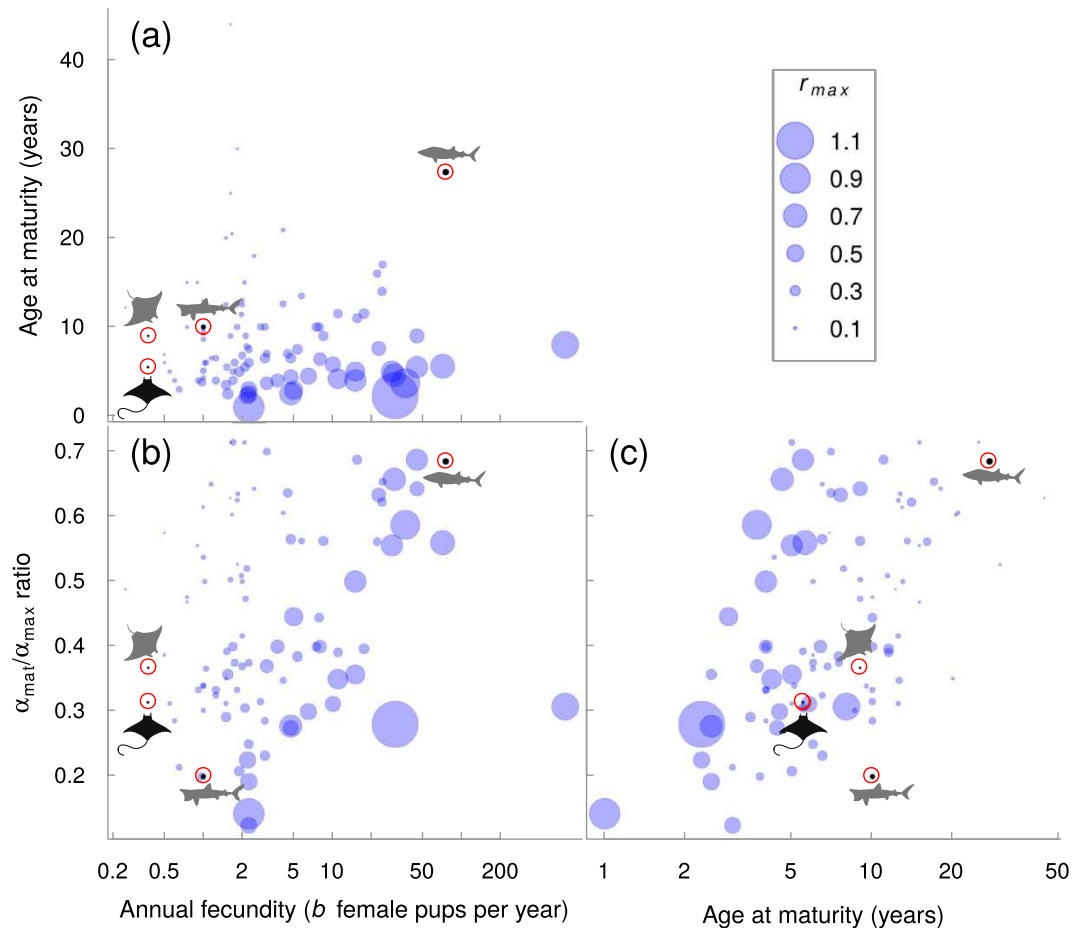 (a)
Age at maturity (years)
40
30
20
10
0
r max
1.1
0.9
0.7
0.5
0.3
0.1
(b)
αmat/αmax ratio
0.7
0.6
0.5
0.4
0.3
0.2
0.2 0.5 1 2 5 10 50 200
Annual fecundity (b female pups per year)
(c)
1 2 5 10 20 50
Age at maturity (years)